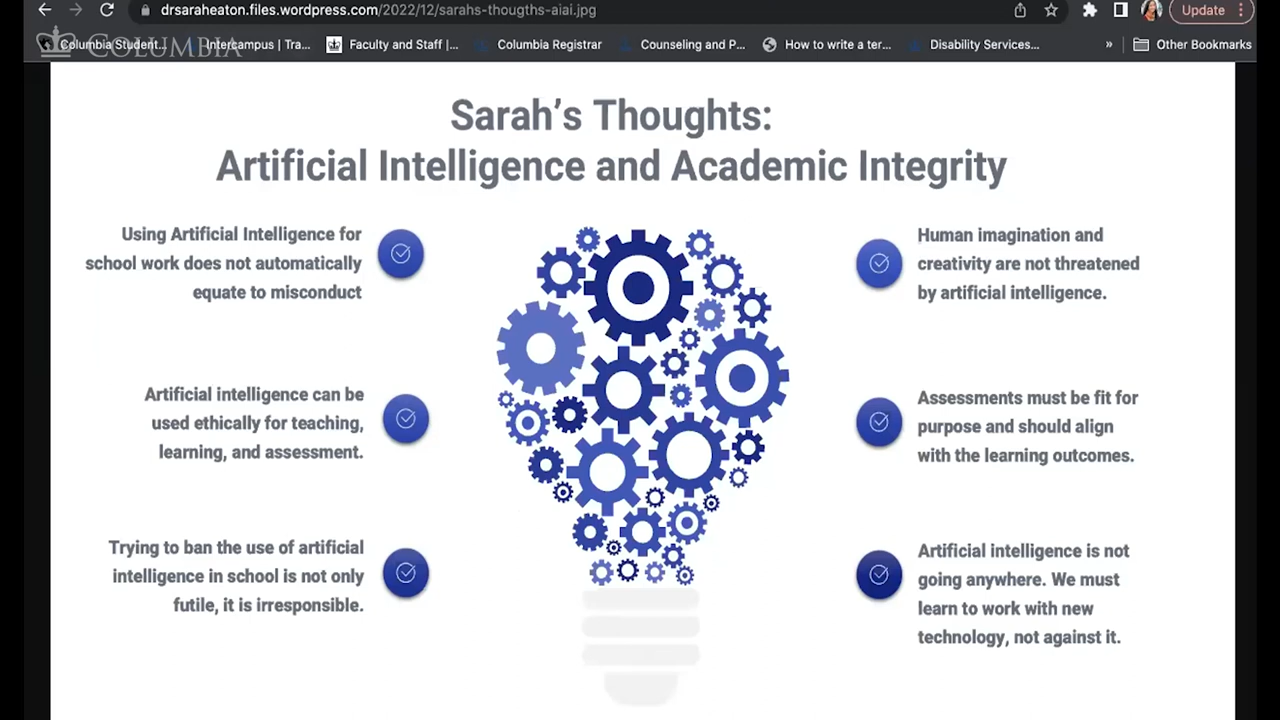 drsaraheaton.files.wordpress.com/2022/12/sarahs-thougths-aiai.jpg
Update
COLUMBIA
Columbia Student...
Intercampus | Tra...
Faculty and Staff |...
Columbia Registrar
Counseling and P...
How to write a ter...
Disability Services...
»
Other Bookmarks
Sarah's Thoughts:
Artificial Intelligence and Academic Integrity
Using Artificial Intelligence for
school work does not automatically
equate to misconduct
Artificial intelligence can be
used ethically for teaching,
learning, and assessment.
Trying to ban the use of artificial
intelligence in school is not only
futile, it is irresponsible.
Human imagination and
creativity are not threatened
by artificial intelligence.
Assessments must be fit for
purpose and should align
with the learning outcomes.
Artificial intelligence is not
going anywhere. We must
learn to work with new
technology, not against it.